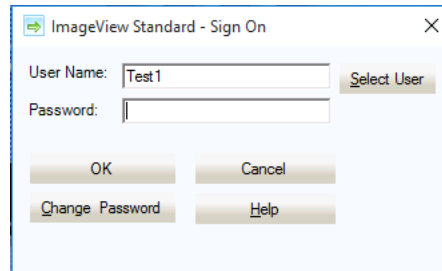 ImageView Standard - Sign On
User Name: Test1 Select User
Password:
OK Cancel
Change Password Help